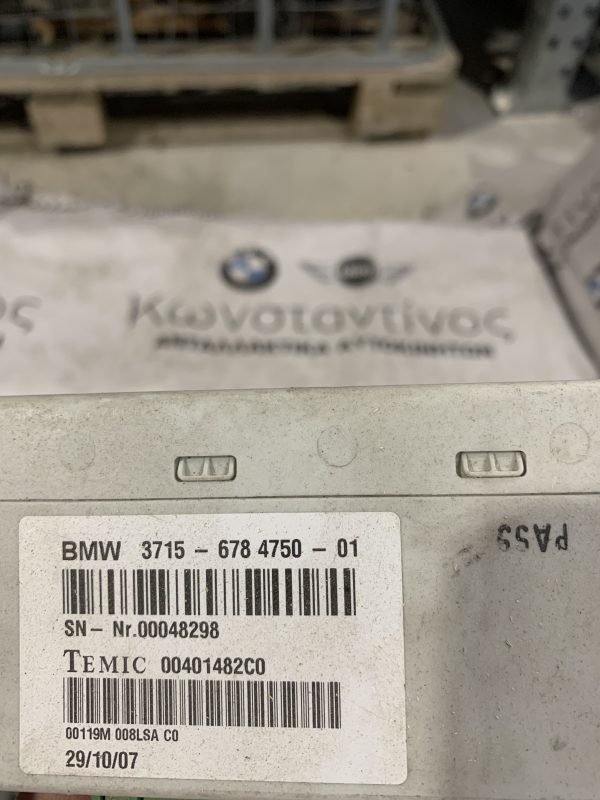 Κωνσταντίνος
ΑΝΤΑΛΛΑΚΤΙΚΑ ΑΥΤΟΚΙΝΗΤΩΝ
BMW 3715 - 678 4750 - 01
PASS
SN - Nr.00048298
TEMIC 00401482C0
00119M 008LSA C0
29/10/07